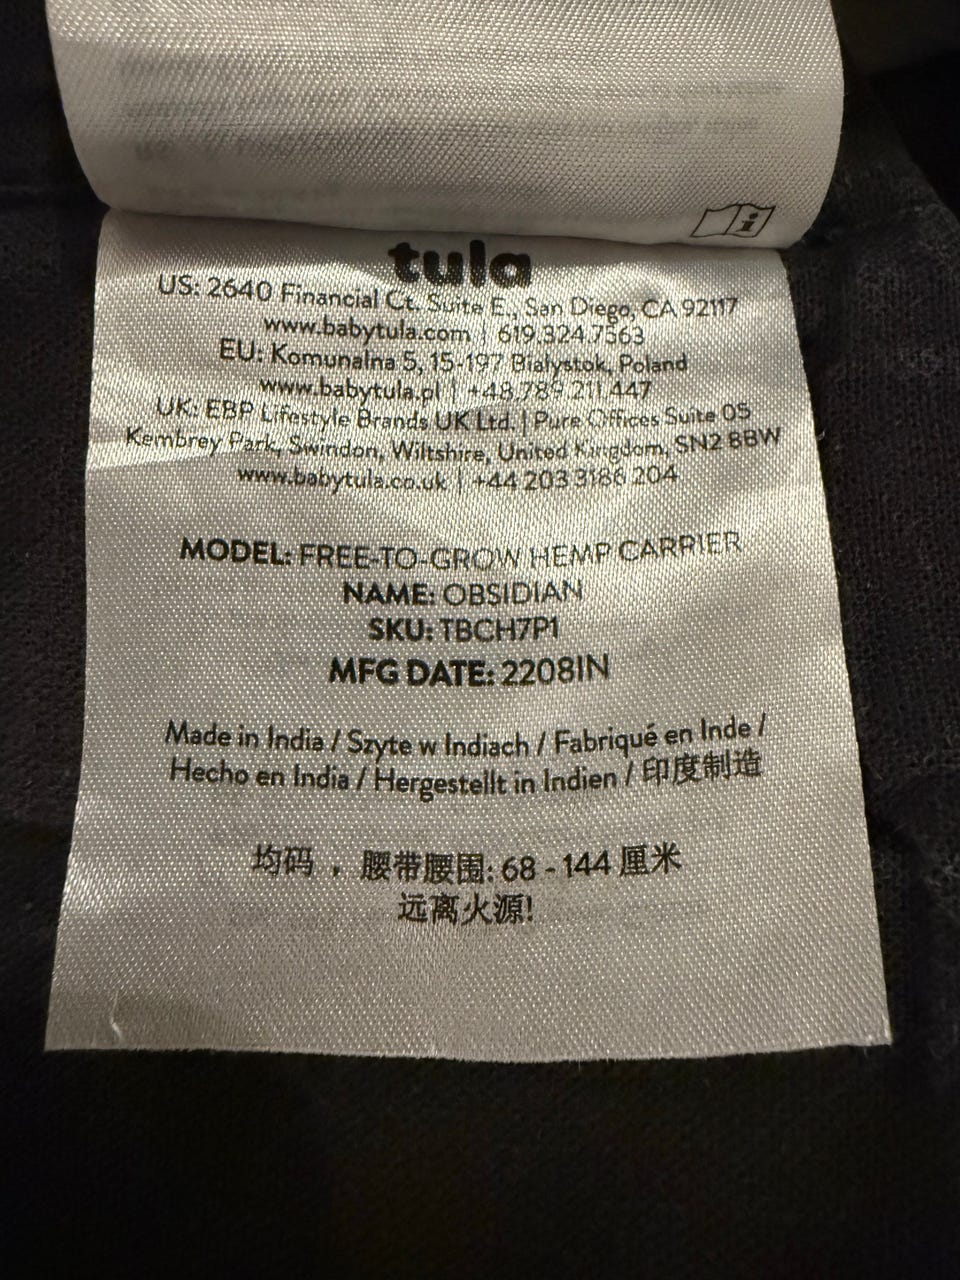 tula
US: 2640 Financial Ct. Suite E., San Diego, CA 92117
www.babytula.com | 619.324.7563
EU: Komunalna 5, 15-197 Bialystok, Poland
www.babytula.pl | +48.789.211.447
UK: EBP Lifestyle Brands UK Ltd. | Pure Offices Suite 05
Kembrey Park, Swindon, Wiltshire, United Kingdom, SN2 8BW
www.babytula.co.uk | +44 203 3186 204
MODEL: FREE-TO-GROW HEMP CARRIER
NAME: OBSIDIAN
SKU: TBCH7P1
MFG DATE: 2208IN
Made in India / Szyte w Indiach / Fabriqué en Inde /
Hecho en India / Hergestellt in Indien / 印度制造
均码 , 腰带腰围: 68 - 144 厘米
远离火源!